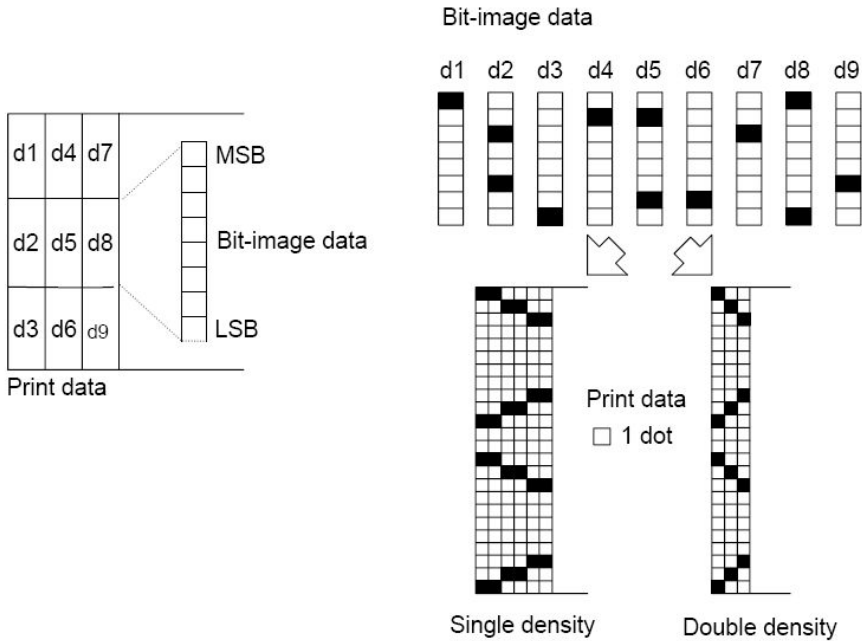 Bit-image data
d1 d2 d3 d4 d5 d6 d7 d8 d9
d1 d4 d7
d2 d5 d8
d3 d6 d9
MSB
Bit-image data
LSB
Print data
Print data
1 dot
Single density
Double density